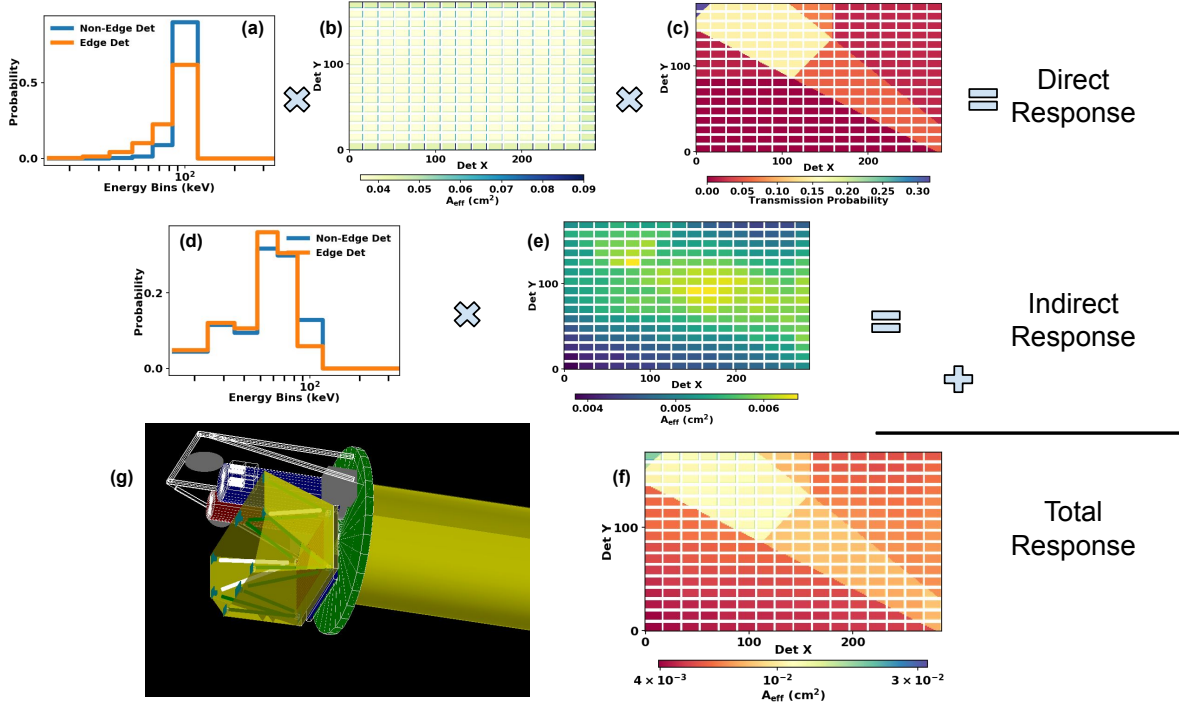 (a)
Non-Edge Det
Edge Det
Probability
0.5
0.0
10²
Energy Bins (keV)
(b)
Det Y
100
0
0 100 200
Det X
0.04 0.05 0.06 0.07 0.08 0.09
A_eff (cm²)
(c)
Det Y
100
0
0 100 200
Det X
0.00 0.05 0.10 0.15 0.20 0.25 0.30
Transmission Probability
Direct
Response
(d)
Non-Edge Det
Edge Det
Probability
0.2
0.0
10²
Energy Bins (keV)
(e)
Det Y
100
0
0 100 200
Det X
0.004 0.005 0.006
A_eff (cm²)
Indirect
Response
(g)
(f)
Det Y
100
0
0 100 200
Det X
4 × 10⁻³ 10⁻² 3 × 10⁻²
A_eff (cm²)
Total
Response